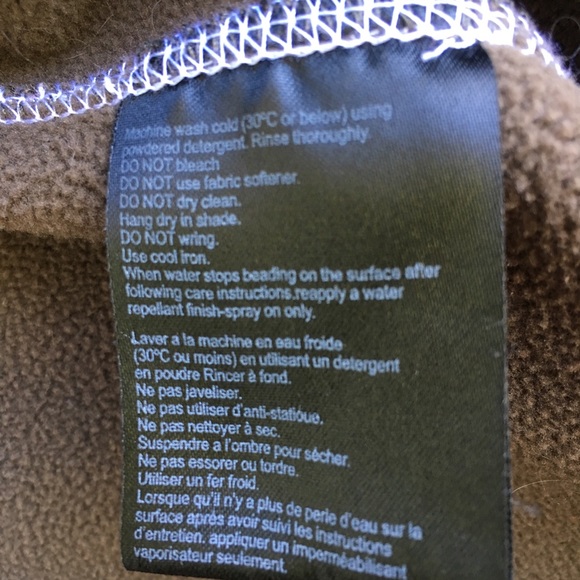 Machine wash cold (30°C or below) using
powdered detergent. Rinse thoroughly.
DO NOT bleach
DO NOT use fabric softener.
DO NOT dry clean.
Hang dry in shade.
DO NOT wring.
Use cool iron.
When water stops beading on the surface after
following care instructions,reapply a water
repellant finish-spray on only.
Laver a la machine en eau froide
(30°C ou moins) en utilisant un detergent
en poudre Rincer à fond.
Ne pas javeliser.
Ne pas utiliser d'anti-statioue.
Ne pas nettoyer à sec.
Suspendre a l'ombre pour sécher.
Ne pas essorer ou tordre.
Utiliser un fer froid.
Lorsque qu'il n'y a plus de perle d'eau sur la
surface après avoir suivi les instructions
d'entretien. appliquer un imperméabilisant
vaporisateur seulement.